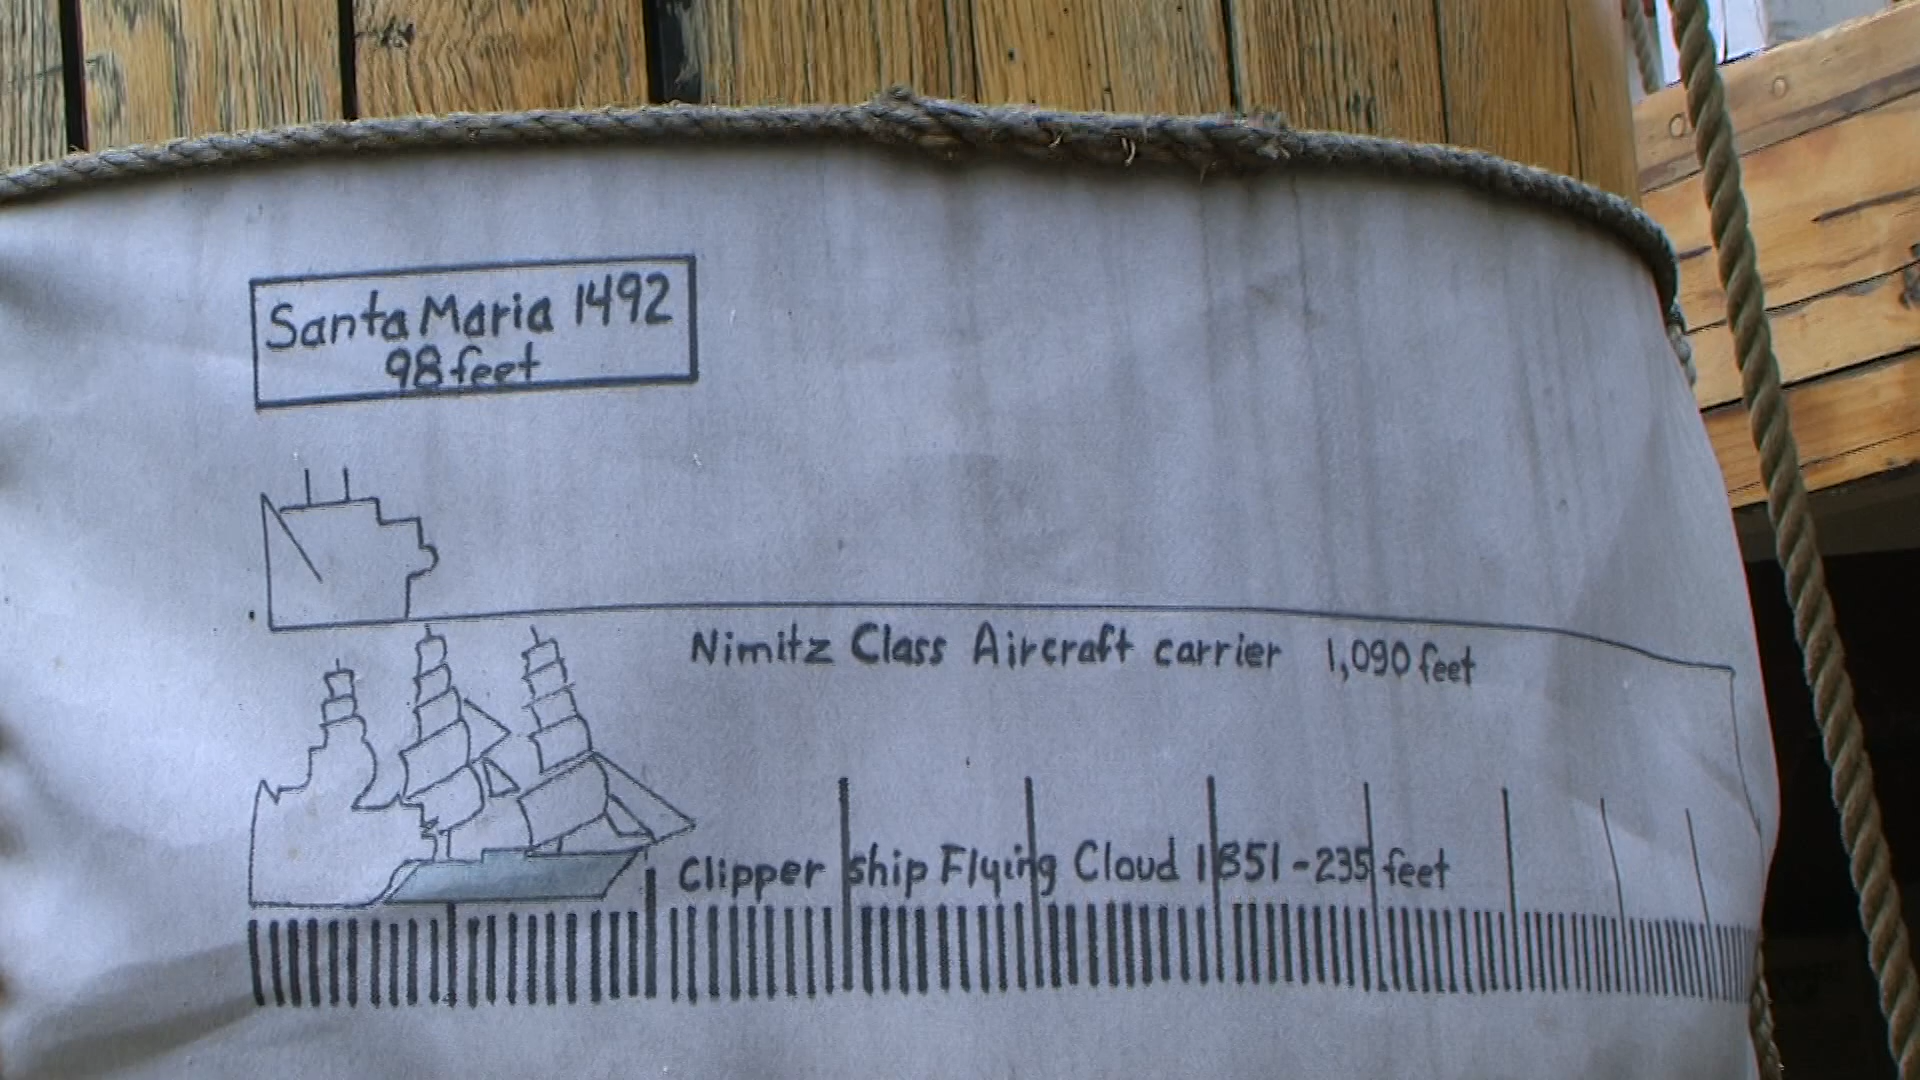 Santa Maria 1492
98 feet
Nimitz Class Aircraft carrier 1,090 feet
Clipper ship Flying Cloud 1851-235 feet